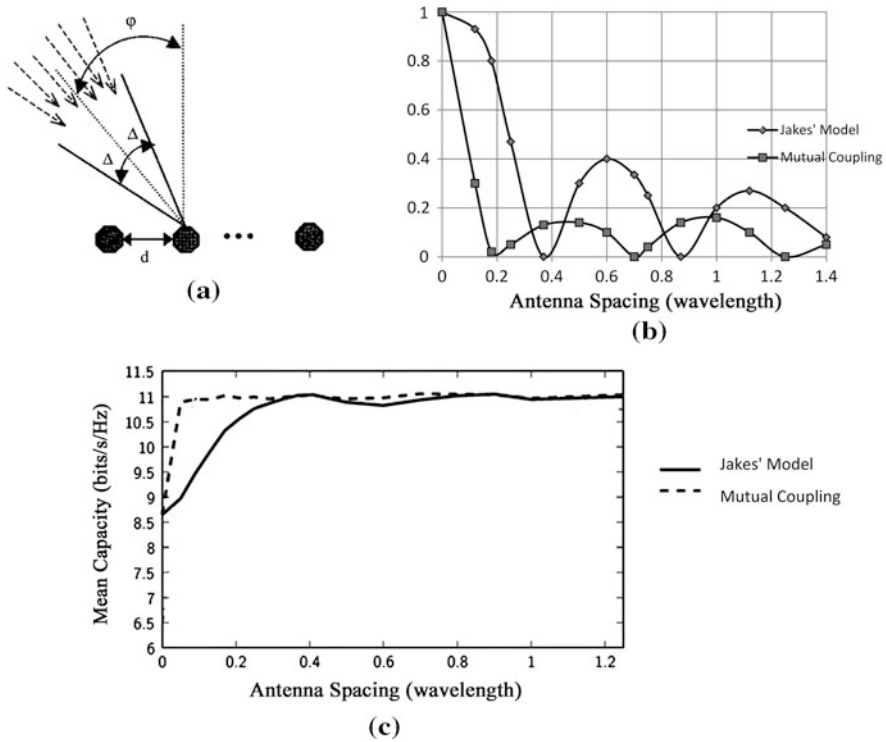 φ
Δ
Δ
d
(a)
1
0.8
0.6
0.4
0.2
0
0 0.2 0.4 0.6 0.8 1 1.2 1.4
Jakes' Model
Mutual Coupling
Antenna Spacing (wavelength)
(b)
Mean Capacity (bits/s/Hz)
11.5
11
10.5
10
9.5
9
8.5
8
7.5
7
6.5
6
0 0.2 0.4 0.6 0.8 1 1.2
Antenna Spacing (wavelength)
Jakes' Model
Mutual Coupling
(c)